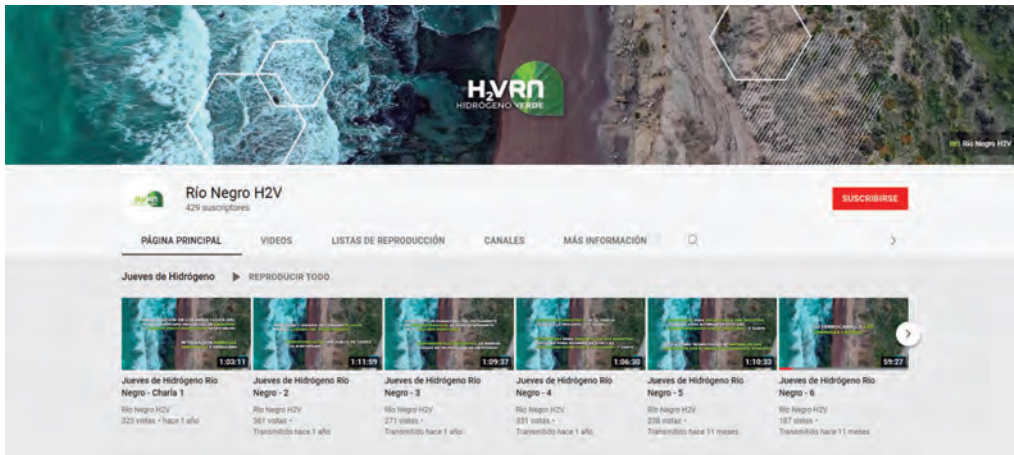 H₂VRN
HIDRÓGENO VERDE
Río Negro H2V
Río Negro H2V
429 suscriptores
SUSCRIBIRSE
PÁGINA PRINCIPAL VIDEOS LISTAS DE REPRODUCCIÓN CANALES MÁS INFORMACIÓN
Jueves de Hidrógeno REPRODUCIR TODO
1:03:11 1:11:59 1:09:37 1:06:30 1:10:33 59:27
Jueves de Hidrógeno Río
Negro - Charla 1
Río Negro H2V
323 vistas • hace 1 año
Jueves de Hidrógeno Río
Negro - 2
Río Negro H2V
361 vistas •
Transmitido hace 1 año
Jueves de Hidrógeno Río
Negro - 3
Río Negro H2V
271 vistas •
Transmitido hace 1 año
Jueves de Hidrógeno Río
Negro - 4
Río Negro H2V
351 vistas •
Transmitido hace 1 año
Jueves de Hidrógeno Río
Negro - 5
Río Negro H2V
238 vistas •
Transmitido hace 11 meses
Jueves de Hidrógeno Río
Negro - 6
Río Negro H2V
187 vistas •
Transmitido hace 11 meses